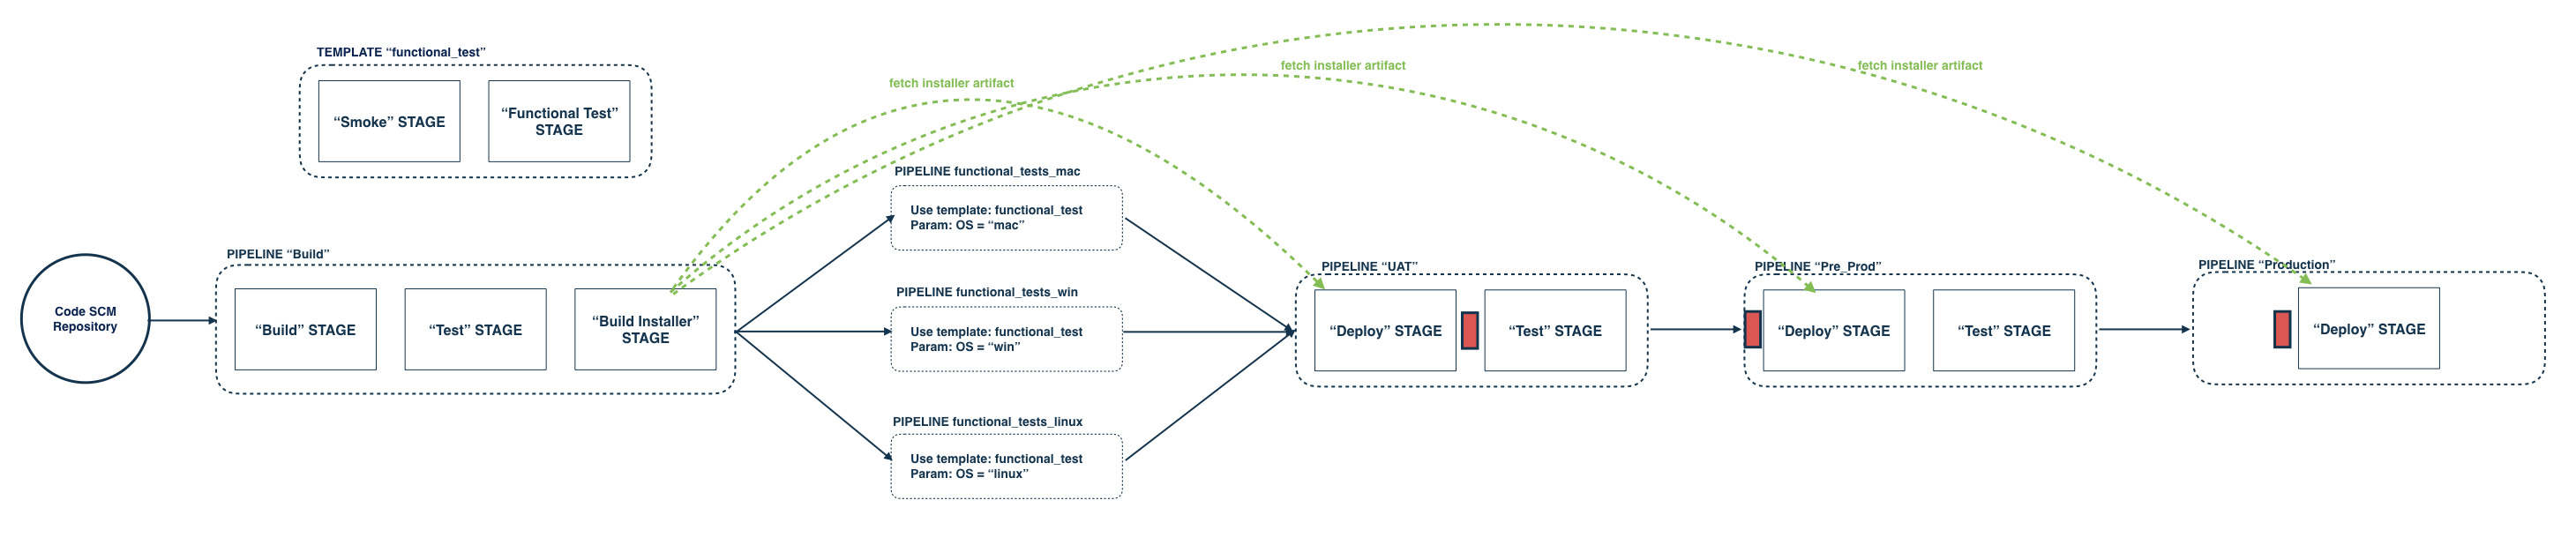 TEMPLATE “functional_test”
“Smoke” STAGE
“Functional Test”
STAGE
fetch installer artifact
fetch installer artifact
fetch installer artifact
Code SCM
Repository
PIPELINE “Build”
“Build” STAGE
“Test” STAGE
“Build Installer”
STAGE
PIPELINE functional_tests_mac
Use template: functional_test
Param: OS = “mac”
PIPELINE functional_tests_win
Use template: functional_test
Param: OS = “win”
PIPELINE functional_tests_linux
Use template: functional_test
Param: OS = “linux”
PIPELINE “UAT”
“Deploy” STAGE
“Test” STAGE
PIPELINE “Pre_Prod”
“Deploy” STAGE
“Test” STAGE
PIPELINE “Production”
“Deploy” STAGE